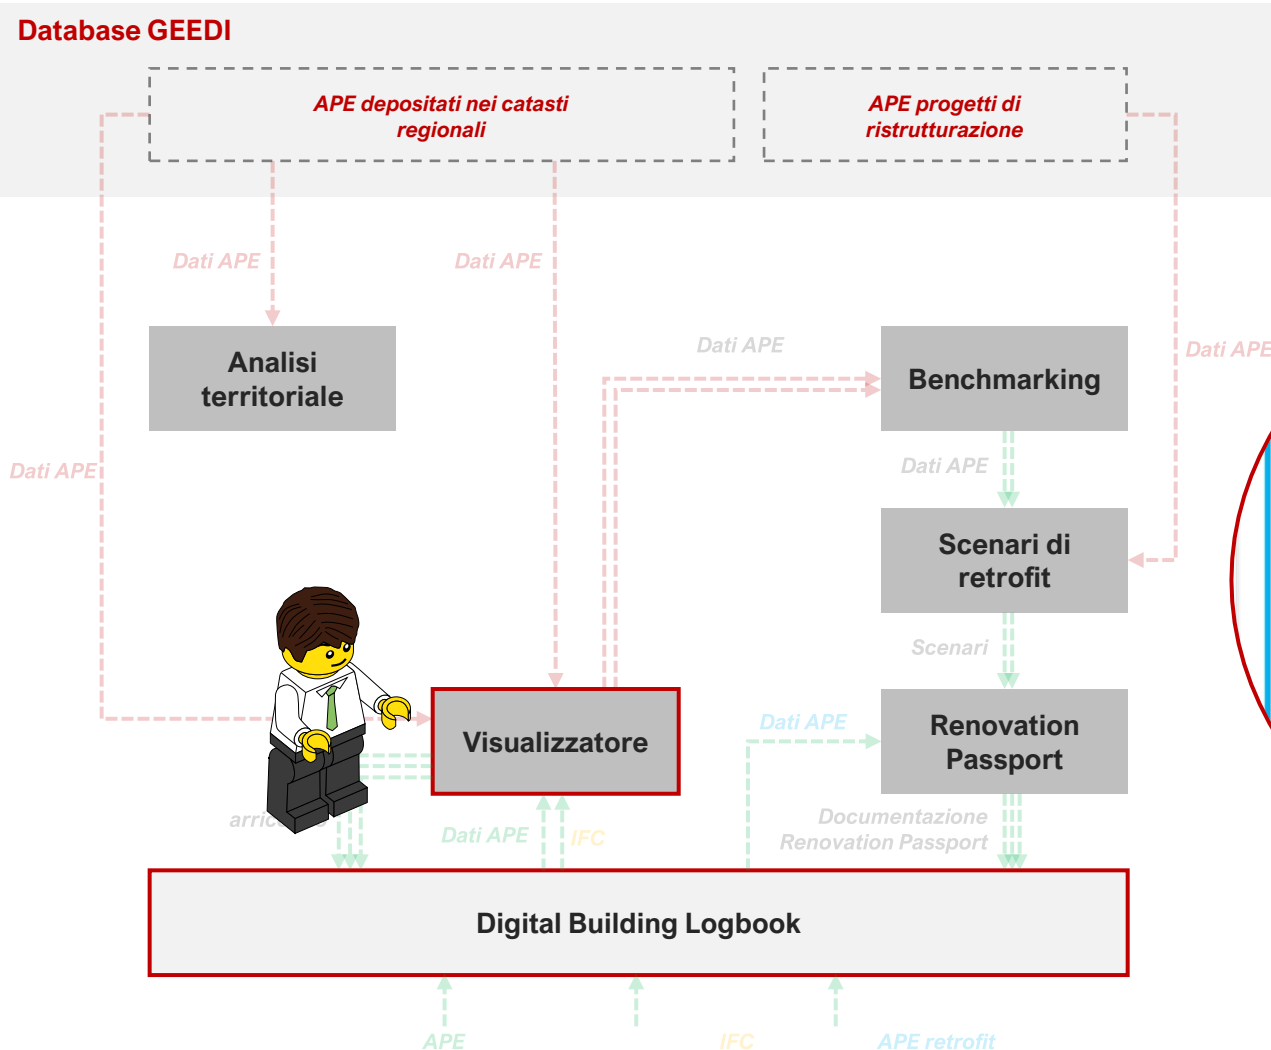 Database GEEDI
APE depositati nei catasti
regionali
APE progetti di
ristrutturazione
Dati APE
Dati APE
Analisi
territoriale
Dati APE
Benchmarking
Dati APE
Dati APE
Dati APE
Scenari di
retrofit
Scenari
Visualizzatore
Dati APE
Renovation
Passport
Dati APE
IFC
Documentazione
Renovation Passport
Digital Building Logbook
APE
IFC
APE retrofit